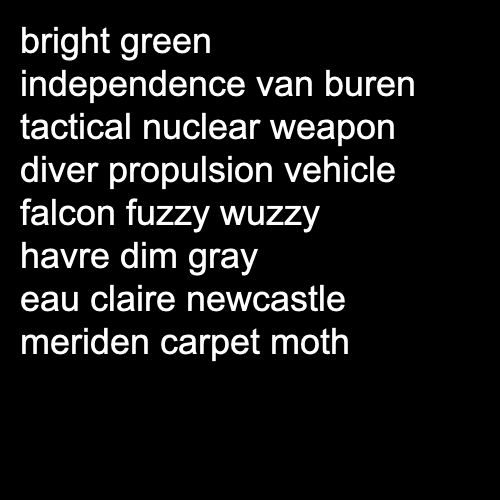 bright green
independence van buren
tactical nuclear weapon
diver propulsion vehicle
falcon fuzzy wuzzy
havre dim gray
eau claire newcastle
meriden carpet moth